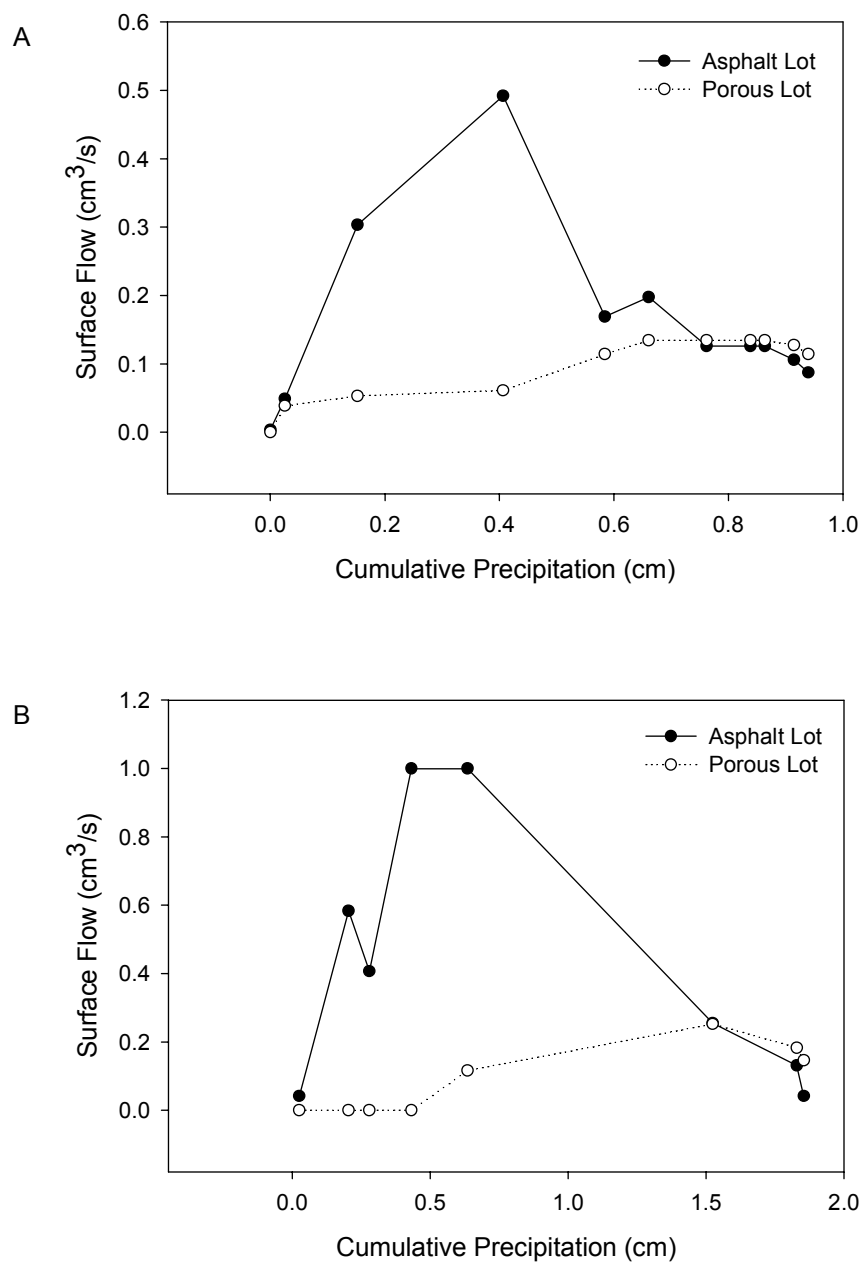 A
0.6
0.5
0.4
0.3
0.2
0.1
0.0
Surface Flow (cm³/s)
Asphalt Lot
Porous Lot
0.0 0.2 0.4 0.6 0.8 1.0
Cumulative Precipitation (cm)
B
1.2
1.0
0.8
0.6
0.4
0.2
0.0
Surface Flow (cm³/s)
Asphalt Lot
Porous Lot
0.0 0.5 1.0 1.5 2.0
Cumulative Precipitation (cm)